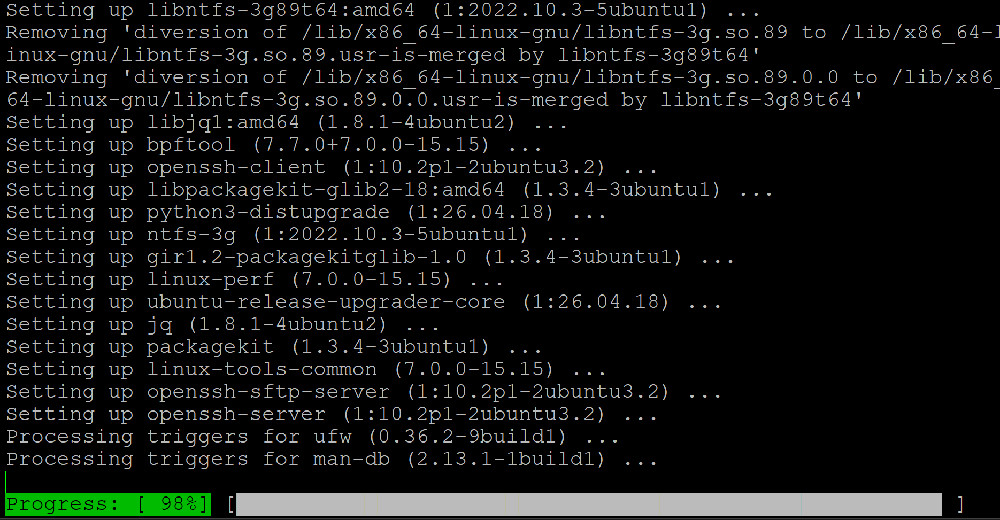 Setting up libntfs-3g89t64:amd64 (1:2022.10.3-5ubuntu1) ...
Removing 'diversion of /lib/x86_64-linux-gnu/libntfs-3g.so.89 to /lib/x86_64-l
inux-gnu/libntfs-3g.so.89.usr-is-merged by libntfs-3g89t64'
Removing 'diversion of /lib/x86_64-linux-gnu/libntfs-3g.so.89.0.0 to /lib/x86_
64-linux-gnu/libntfs-3g.so.89.0.0.usr-is-merged by libntfs-3g89t64'
Setting up libjq1:amd64 (1.8.1-4ubuntu2) ...
Setting up bpftool (7.7.0+7.0.0-15.15) ...
Setting up openssh-client (1:10.2p1-2ubuntu3.2) ...
Setting up libpackagekit-glib2-18:amd64 (1.3.4-3ubuntu1) ...
Setting up python3-distupgrade (1:26.04.18) ...
Setting up ntfs-3g (1:2022.10.3-5ubuntu1) ...
Setting up gir1.2-packagekitglib-1.0 (1.3.4-3ubuntu1) ...
Setting up linux-perf (7.0.0-15.15) ...
Setting up ubuntu-release-upgrader-core (1:26.04.18) ...
Setting up jq (1.8.1-4ubuntu2) ...
Setting up packagekit (1.3.4-3ubuntu1) ...
Setting up linux-tools-common (7.0.0-15.15) ...
Setting up openssh-sftp-server (1:10.2p1-2ubuntu3.2) ...
Setting up openssh-server (1:10.2p1-2ubuntu3.2) ...
Processing triggers for ufw (0.36.2-9build1) ...
Processing triggers for man-db (2.13.1-1build1) ...
Progress: [ 98%] [ ]